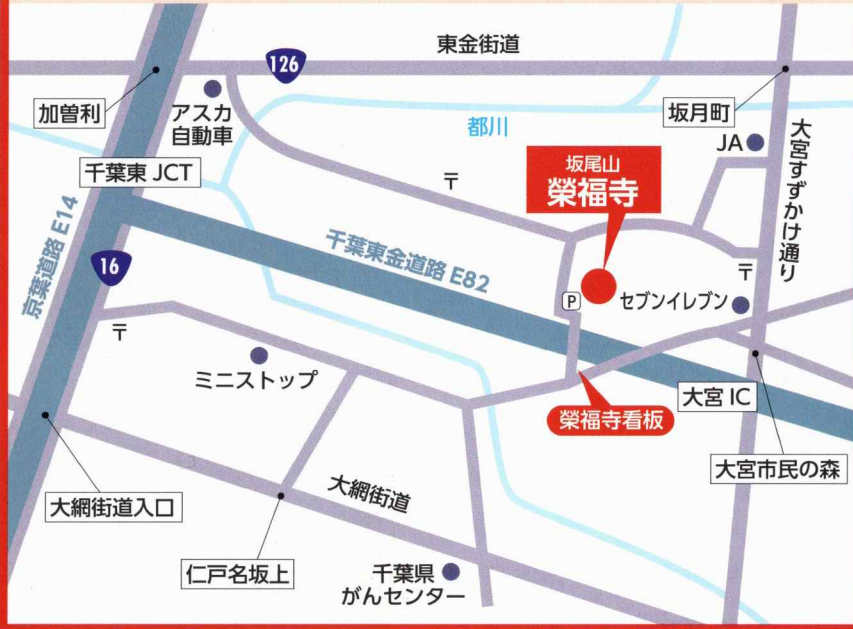 東金街道
126
加曽利
アスカ
自動車
都川
坂月町
JA
大宮すずかけ通り
千葉東 JCT
〒
坂尾山
榮福寺
京葉道路 E14
16
千葉東金道路 E82
〒
P
セブンイレブン
〒
ミニストップ
大宮 IC
榮福寺看板
大宮市民の森
大網街道入口
大網街道
仁戸名坂上
千葉県
がんセンター